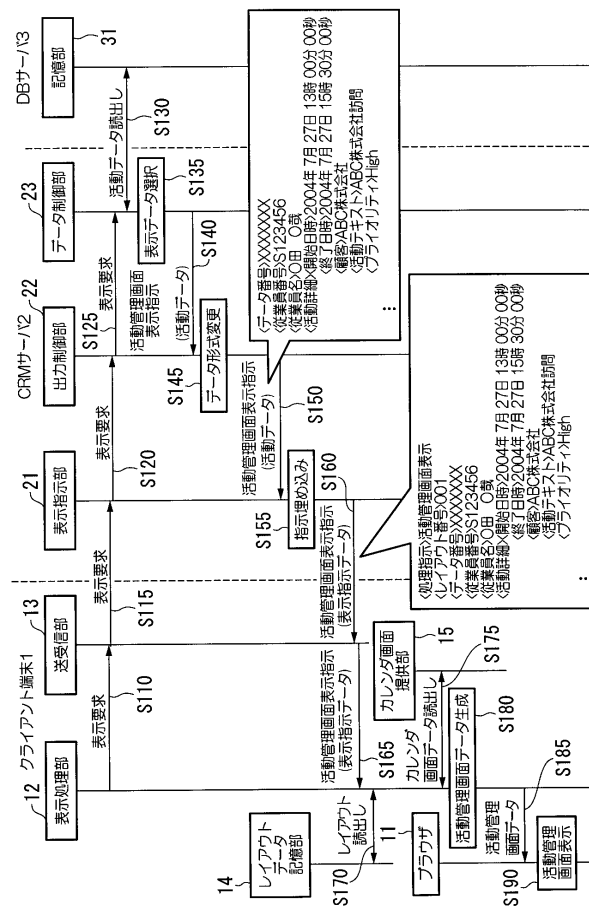 クライアント端末1
CRMサーバ2
DBサーバ3
12
表示処理部
13
送受信部
21
表示指示部
22
出力制御部
23
データ制御部
31
記憶部
表示要求
S110
表示要求
S115
表示要求
S120
表示要求
S125
活動データ読出し
S130
表示データ選択
S135
活動管理画面
表示指示
(活動データ)
S140
データ形式変更
S145
活動管理画面表示指示
(活動データ)
S150
指示埋め込み
S155
活動管理画面表示指示
(表示指示データ)
S160
活動管理画面表示指示
(表示指示データ)
S165
<データ番号>XXXXXXX
<従業員番号>S123456
<従業員名>〇田 〇哉
<活動詳細><開始日時>2004年 7月 27日 13時 00分 00秒
<終了日時>2004年 7月 27日 15時 30分 00秒
<顧客>ABC株式会社
<活動テキスト>ABC株式会社訪問
<プライオリティ>High
⋮
<処理指示>活動管理画面表示
<レイアウト番号>001
<データ番号>XXXXXXX
<従業員番号>S123456
<従業員名>〇田 〇哉
<活動詳細><開始日時>2004年 7月 27日 13時 00分 00秒
<終了日時>2004年 7月 27日 15時 30分 00秒
<顧客>ABC株式会社
<活動テキスト>ABC株式会社訪問
<プライオリティ>High
⋮
14
レイアウト
データ
記憶部
レイアウト
読出し
S170
15
カレンダ画面
提供部
カレンダ
画面データ読出し
S175
活動管理画面データ生成
S180
11
ブラウザ
活動管理
画面データ
S185
活動管理
画面表示
S190